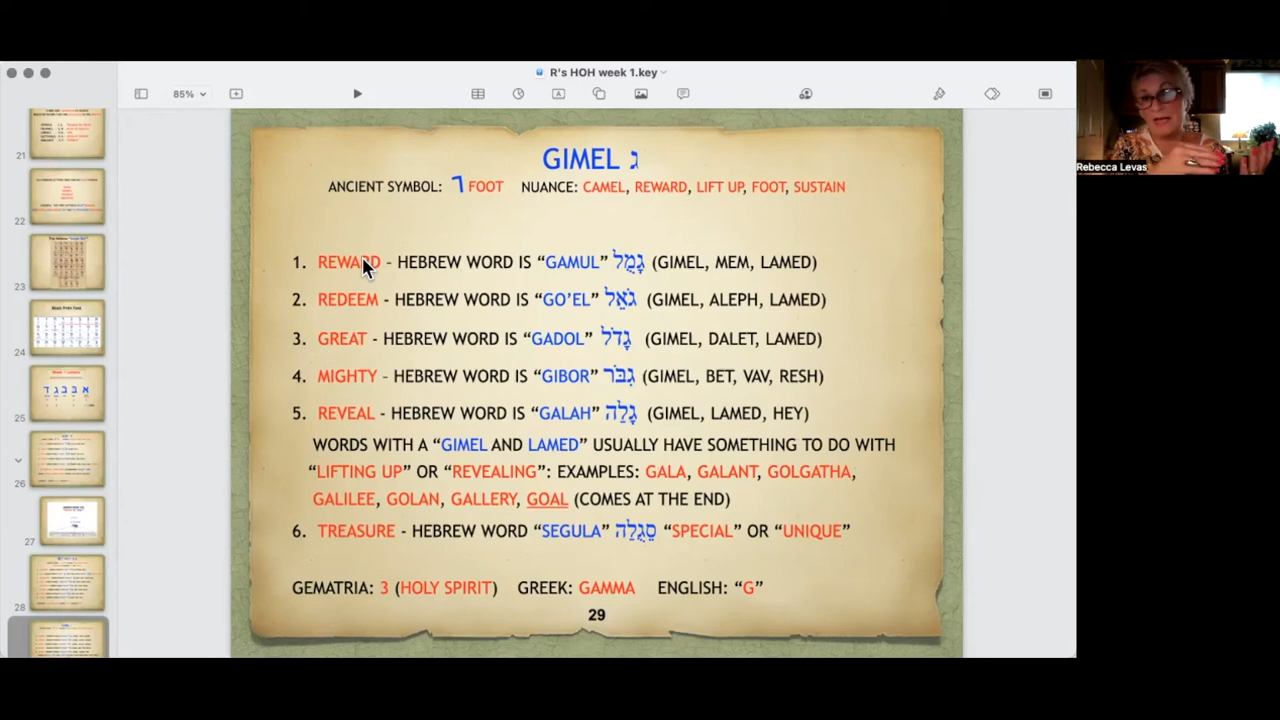 R's HOH week 1.key
85%
Rebecca Levas
21
22
23
24
25
26
27
28
GIMEL ג
ANCIENT SYMBOL: FOOT NUANCE: CAMEL, REWARD, LIFT UP, FOOT, SUSTAIN
1. REWARD - HEBREW WORD IS “GAMUL” גָּמֻל (GIMEL, MEM, LAMED)
2. REDEEM - HEBREW WORD IS “GO’EL” גֹּאֵל (GIMEL, ALEPH, LAMED)
3. GREAT - HEBREW WORD IS “GADOL” גָּדֹל (GIMEL, DALET, LAMED)
4. MIGHTY - HEBREW WORD IS “GIBOR” גִּבֹּר (GIMEL, BET, VAV, RESH)
5. REVEAL - HEBREW WORD IS “GALAH” גָּלַה (GIMEL, LAMED, HEY)
WORDS WITH A “GIMEL AND LAMED” USUALLY HAVE SOMETHING TO DO WITH
“LIFTING UP” OR “REVEALING”: EXAMPLES: GALA, GALANT, GOLGATHA,
GALILEE, GOLAN, GALLERY, GOAL (COMES AT THE END)
6. TREASURE - HEBREW WORD “SEGULA” סֵגֻלַה “SPECIAL” OR “UNIQUE”
GEMATRIA: 3 (HOLY SPIRIT) GREEK: GAMMA ENGLISH: “G”
29